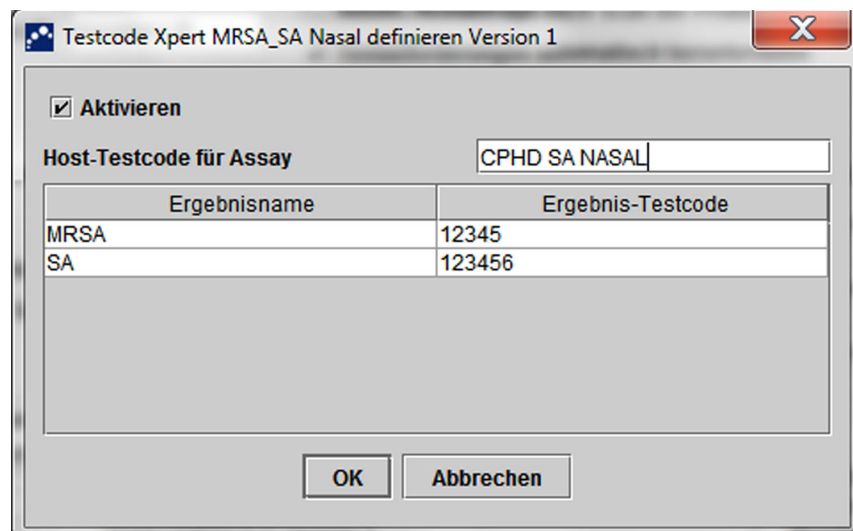 Testcode Xpert MRSA_SA Nasal definieren Version 1
Aktivieren
Host-Testcode für Assay CPHD SA NASAL
Ergebnisname Ergebnis-Testcode
MRSA 12345
SA 123456
OK Abbrechen